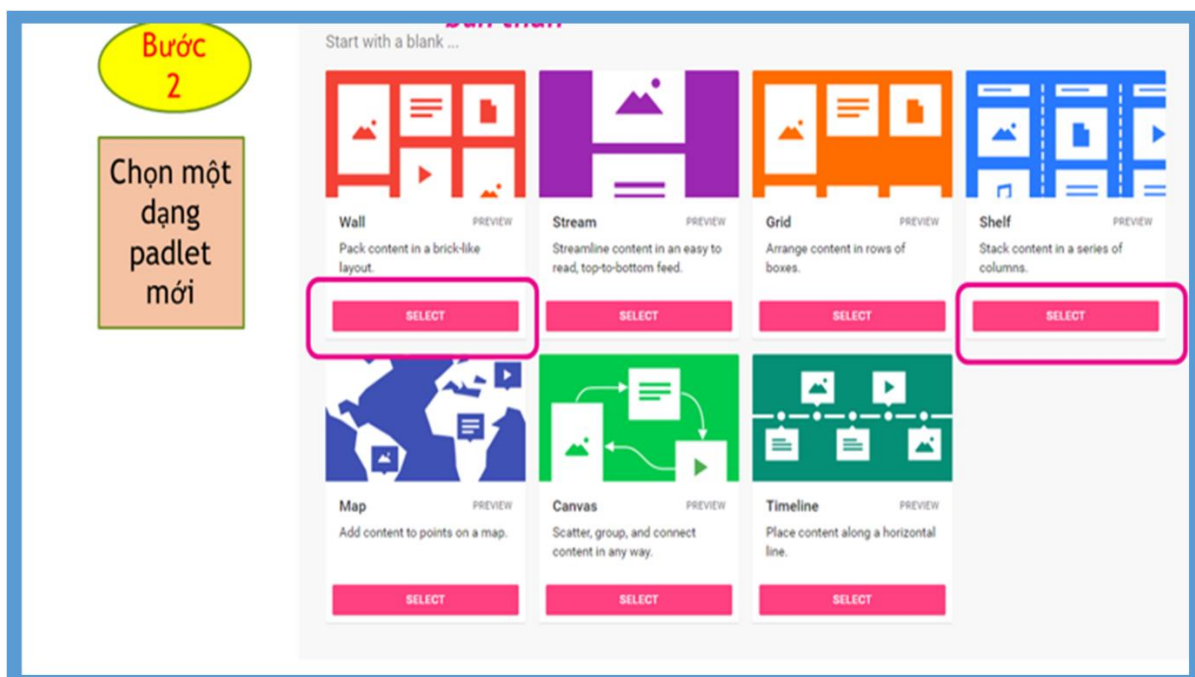 Bước
2
Chọn một
dạng
padlet
mới
Start with a blank ...
Wall PREVIEW
Pack content in a brick-like
layout.
SELECT
Stream PREVIEW
Streamline content in an easy to
read, top-to-bottom feed.
SELECT
Grid PREVIEW
Arrange content in rows of
boxes.
SELECT
Shelf PREVIEW
Stack content in a series of
columns.
SELECT
Map PREVIEW
Add content to points on a map.
SELECT
Canvas PREVIEW
Scatter, group, and connect
content in any way.
SELECT
Timeline PREVIEW
Place content along a horizontal
line.
SELECT